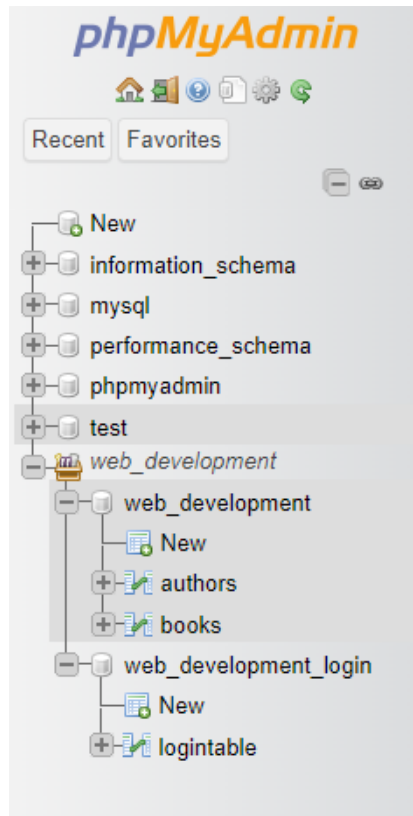 phpMyAdmin
Recent Favorites
New
information_schema
mysql
performance_schema
phpmyadmin
test
web_development
web_development
New
authors
books
web_development_login
New
logintable